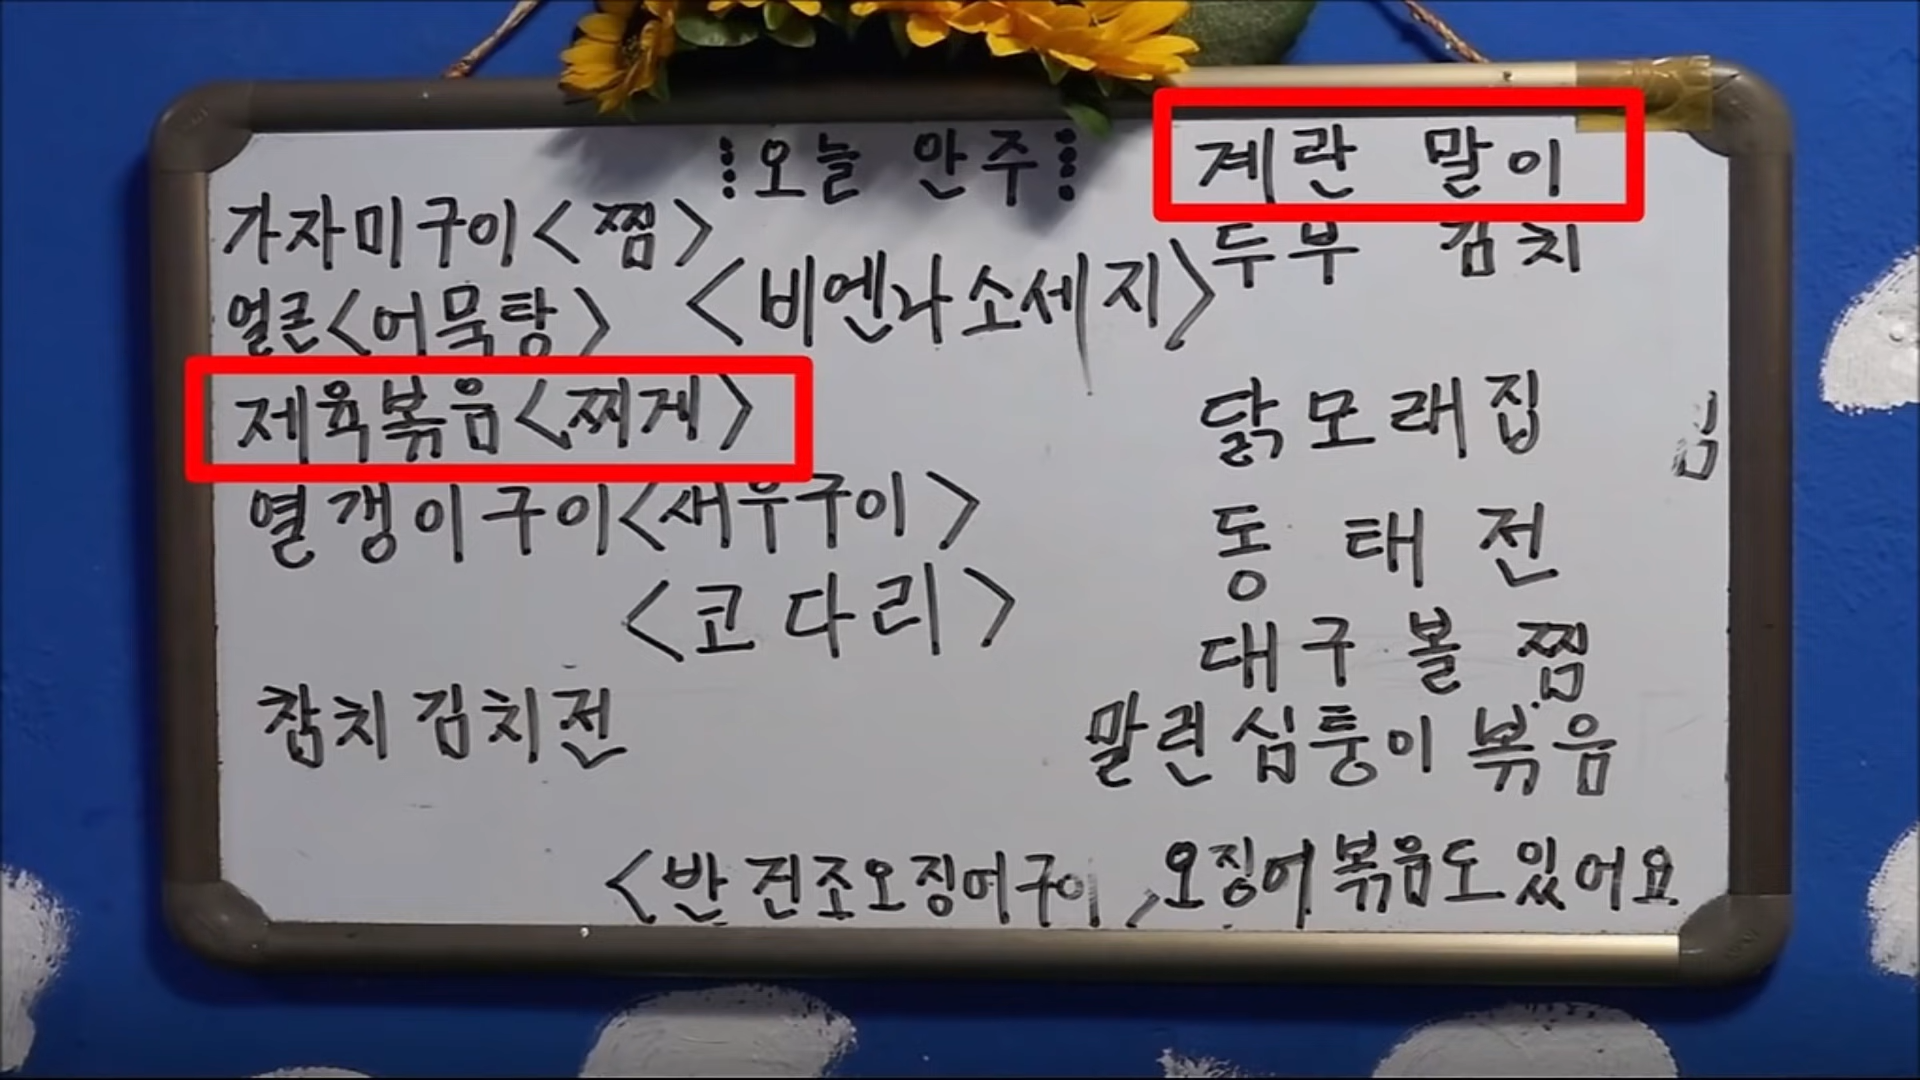 오늘 안주
계란 말이
가자미구이<찜>
두부 김치
얼큰<어묵탕>
<비엔나소세지>
제육볶음<찌게>
닭모래집
열갱이구이<새우구이>
동태전
<코다리>
대구볼찜
참치김치전
말린심퉁이볶음
<반건조오징어구이>
오징어볶음도있어요